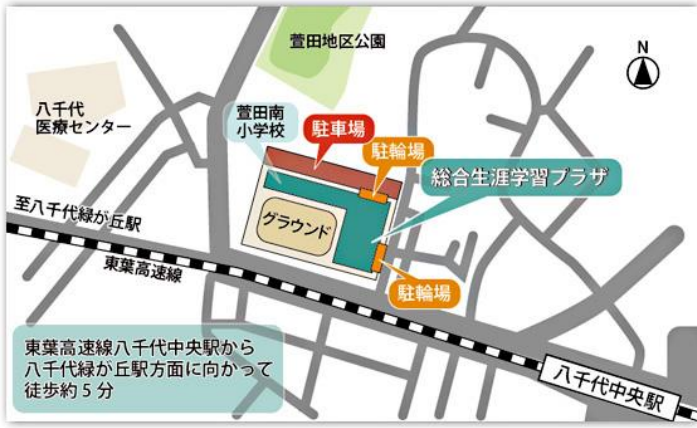 萱田地区公園
N
八千代
医療センター
萱田南
小学校
駐車場
駐輪場
総合生涯学習プラザ
グラウンド
至八千代緑が丘駅
東葉高速線
駐輪場
東葉高速線八千代中央駅から
八千代緑が丘駅方面に向かって
徒歩約5分
八千代中央駅